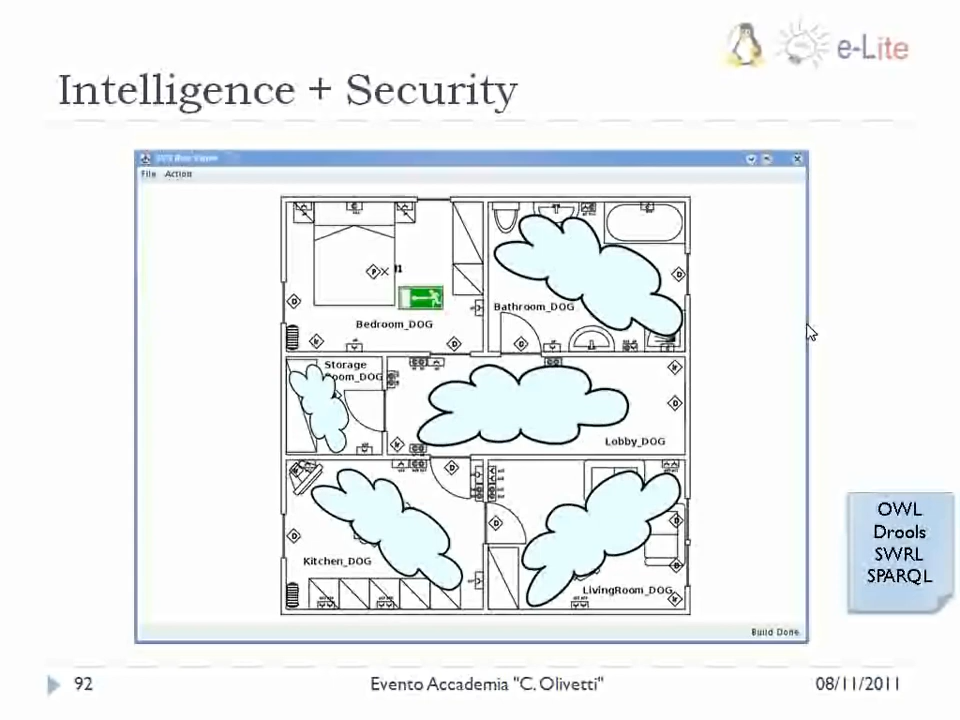 e-Lite
Intelligence + Security
File Action
Bedroom_DOG
Bathroom_DOG
Storage
Room_DOG
Lobby_DOG
Kitchen_DOG
LivingRoom_DOG
Build Done
OWL
Drools
SWRL
SPARQL
92
Evento Accademia "C. Olivetti"
08/11/2011